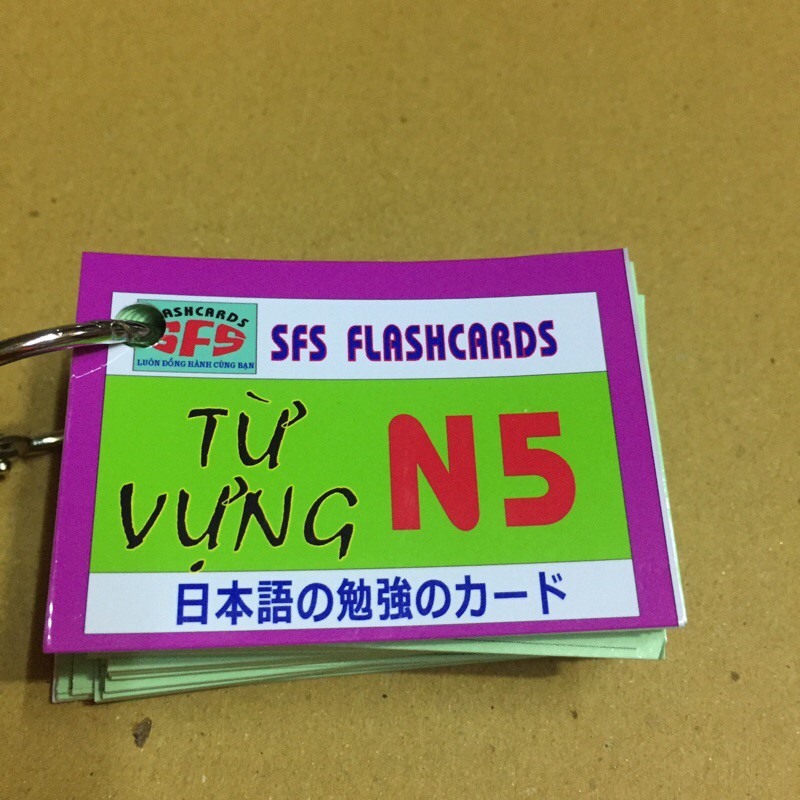 ASHCARDS
SFS
LUÔN ĐỒNG HÀNH CÙNG BẠN
SFS FLASHCARDS
TỪ
VỰNG
N5
日本語の勉強のカード